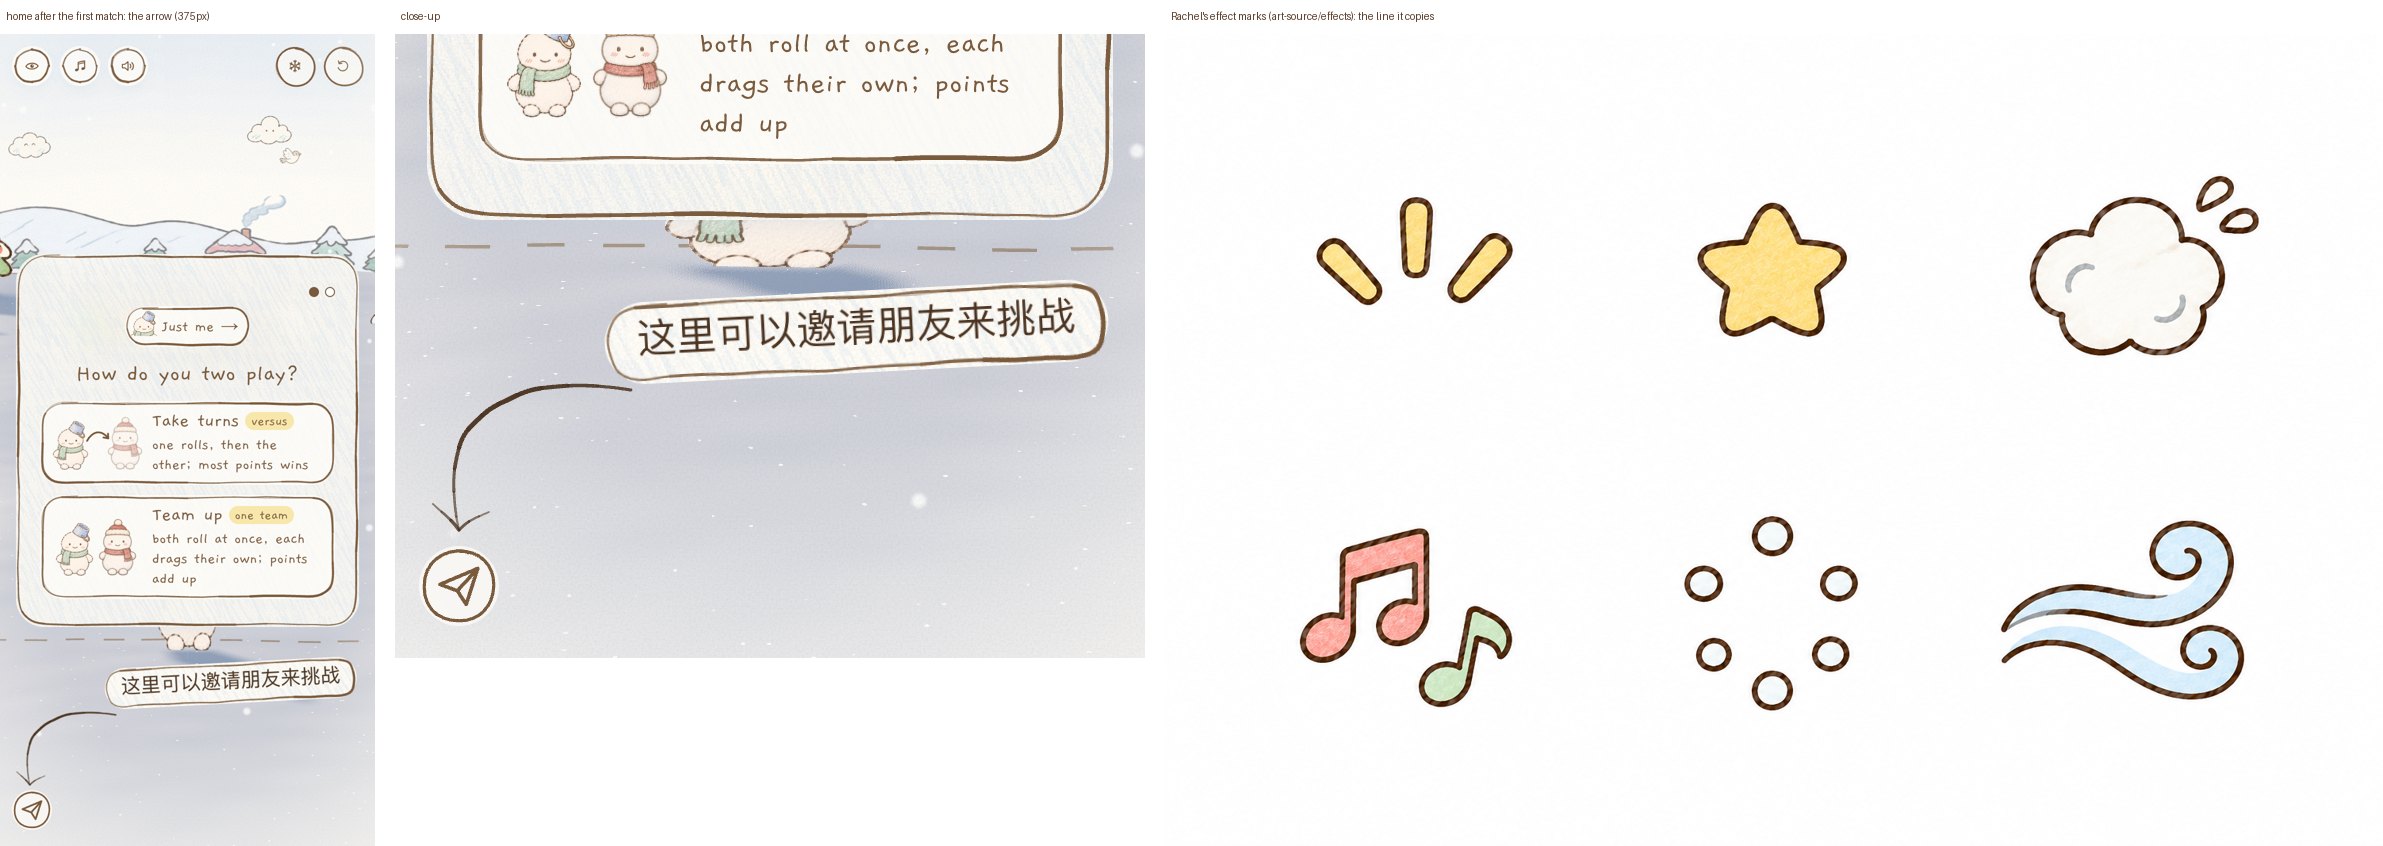 home after the first match: the arrow (375px)
Just me →
How do you two play?
Take turns versus
one rolls, then the
other; most points wins
Team up one team
both roll at once, each
drags their own; points
add up
这里可以邀请朋友来挑战
close-up
both roll at once, each
drags their own; points
add up
这里可以邀请朋友来挑战
Rachel's effect marks (art-source/effects): the line it copies